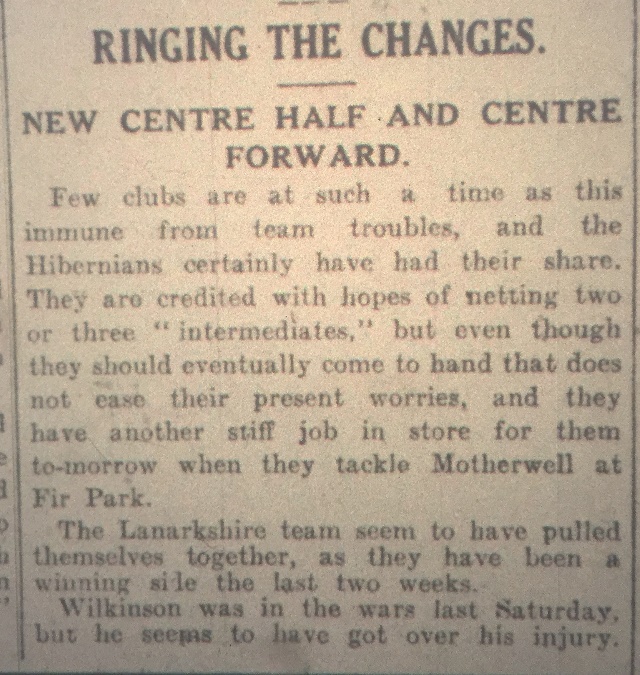 RINGING THE CHANGES.
NEW CENTRE HALF AND CENTRE
FORWARD.
Few clubs are at such a time as this
immune from team troubles, and the
Hibernians certainly have had their share.
They are credited with hopes of netting two
or three "intermediates," but even though
they should eventually come to hand that does
not ease their present worries, and they
have another stiff job in store for them
to-morrow when they tackle Motherwell at
Fir Park.
The Lanarkshire team seem to have pulled
themselves together, as they have been a
winning side the last two weeks.
Wilkinson was in the wars last Saturday,
but he seems to have got over his injury.